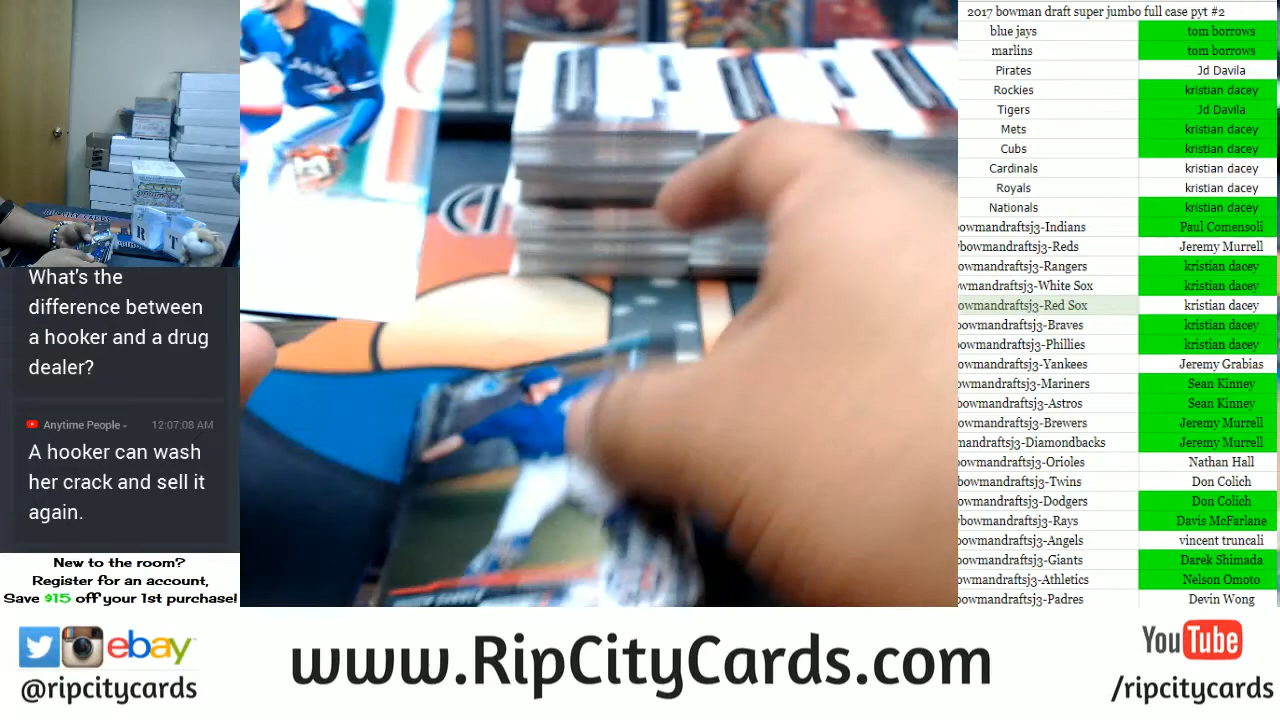 What's the
difference between
a hooker and a drug
dealer?
Anytime People
12:07:08 AM
A hooker can wash
her crack and sell it
again.
New to the room?
Register for an account,
Save $15 off your 1st purchase!
R T
JAYS
2017 bowman draft super jumbo full case pyt #2
blue jays tom borrows
marlins tom borrows
Pirates Jd Davila
Rockies kristian dacey
Tigers Jd Davila
Mets kristian dacey
Cubs kristian dacey
Cardinals kristian dacey
Royals kristian dacey
Nationals kristian dacey
bowmandraftsj3-Indians Paul Comensoli
bowmandraftsj3-Reds Jeremy Murrell
owmandraftsj3-Rangers kristian dacey
owmandraftsj3-White Sox kristian dacey
owmandraftsj3-Red Sox kristian dacey
bowmandraftsj3-Braves kristian dacey
bowmandraftsj3-Phillies kristian dacey
bowmandraftsj3-Yankees Jeremy Grabias
owmandraftsj3-Mariners Sean Kinney
bowmandraftsj3-Astros Sean Kinney
owmandraftsj3-Brewers Jeremy Murrell
mandraftsj3-Diamondbacks Jeremy Murrell
bowmandraftsj3-Orioles Nathan Hall
bowmandraftsj3-Twins Don Colich
owmandraftsj3-Dodgers Don Colich
bowmandraftsj3-Rays Davis McFarlane
bowmandraftsj3-Angels vincent truncali
bowmandraftsj3-Giants Darek Shimada
owmandraftsj3-Athletics Nelson Omoto
bowmandraftsj3-Padres Devin Wong
ebay
@ripcitycards
www.RipCityCards.com
YouTube
/ripcitycards